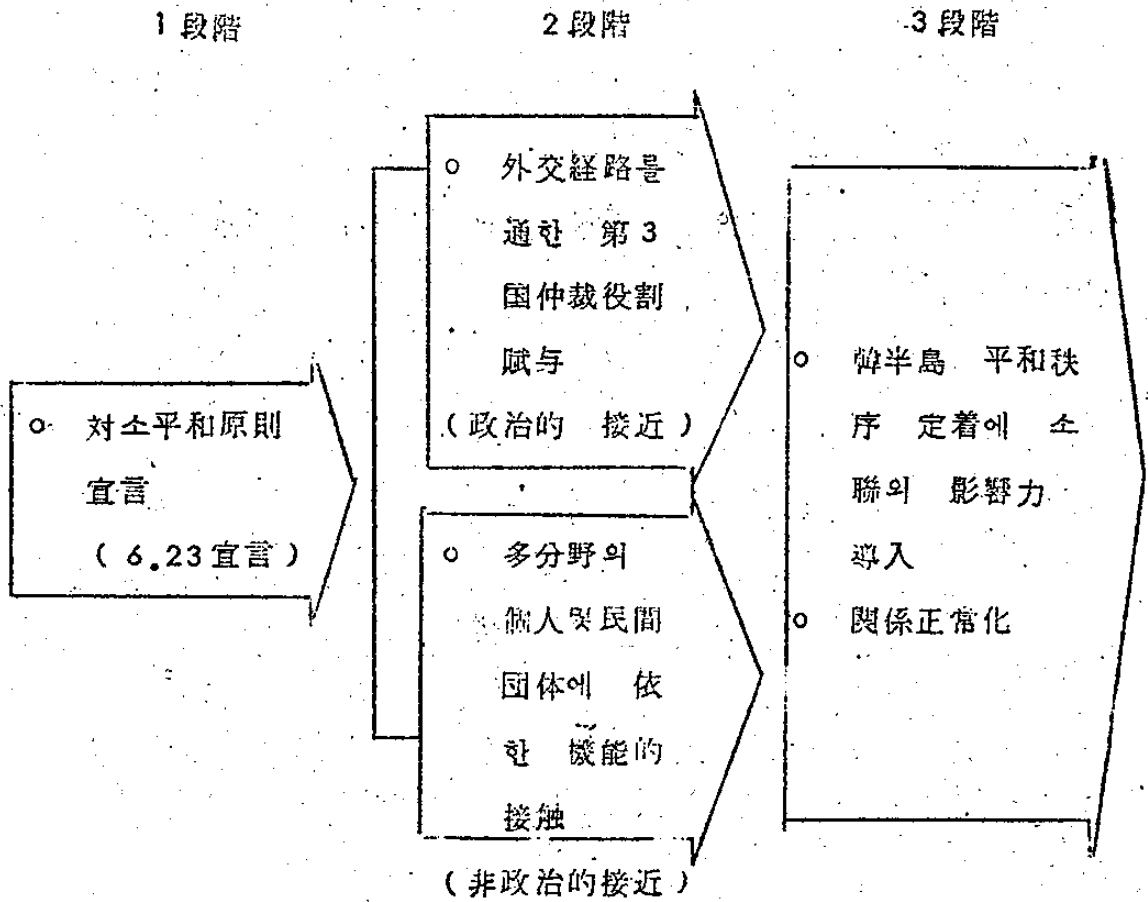 1段階
2段階
3段階
○ 対소平和原則
宣言
(6.23宣言)
○ 外交経路를
通한 第3
国仲裁役割
賦与
(政治的 接近)
○ 多分野의
個人및民間
団体에 依
한 機能的
接触
(非政治的接近)
○ 韓半島 平和秩
序 定着에 소
聯의 影響力
導入
○ 関係正常化